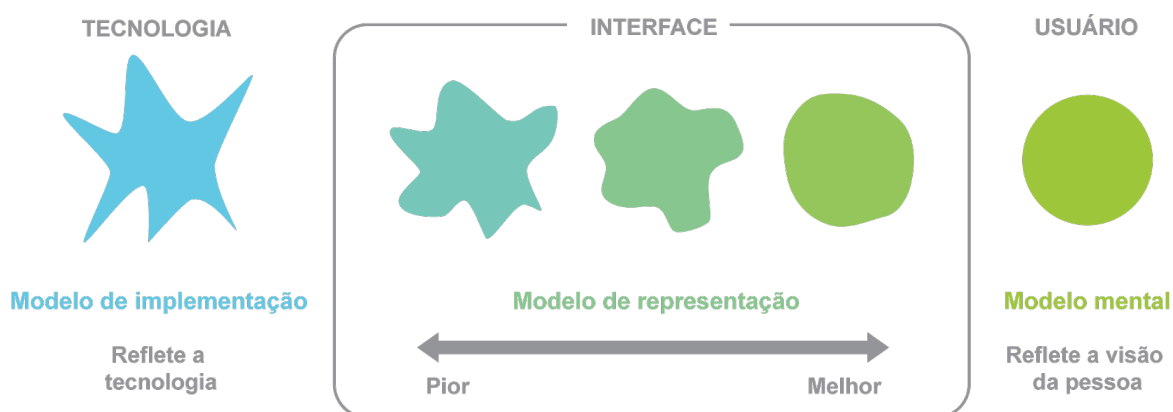 TECNOLOGIA
INTERFACE
USUÁRIO
Modelo de implementação
Modelo de representação
Modelo mental
Reflete a
tecnologia
Pior
Melhor
Reflete a visão
da pessoa